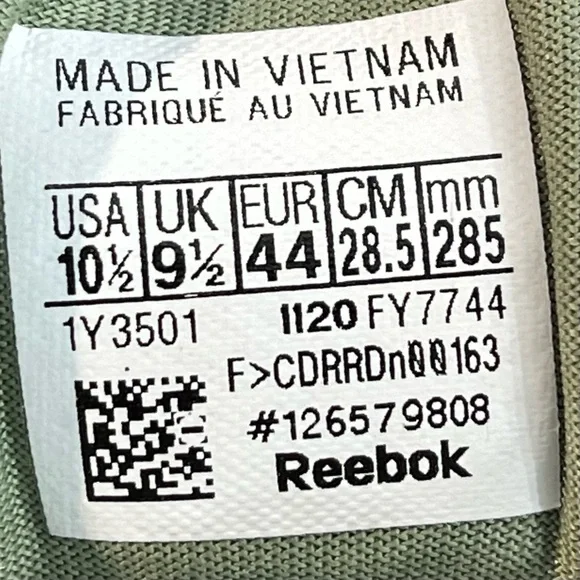 MADE IN VIETNAM
FABRIQUÉ AU VIETNAM
USA UK EUR CM mm
10½ 9½ 44 28.5 285
1Y3501 1120 FY7744
F>CDRRDn00163
#126579808
Reebok